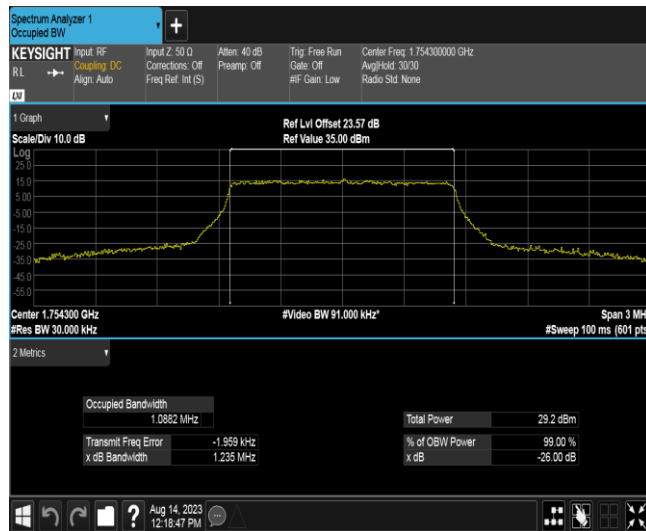 Spectrum Analyzer 1
Occupied BW
+
KEYSIGHT
RL
LXI
Input: RF
Coupling: DC
Align: Auto
Input Z: 50 Ω
Corrections: Off
Freq Ref: Int (S)
Atten: 40 dB
Preamp: Off
Trig: Free Run
Gate: Off
#IF Gain: Low
Center Freq: 1.754300000 GHz
Avg|Hold: 30/30
Radio Std: None
1 Graph
Scale/Div 10.0 dB
Ref Lvl Offset 23.57 dB
Ref Value 35.00 dBm
Log
25.0
15.0
5.00
-5.00
-15.0
-25.0
-35.0
-45.0
-55.0
Center 1.754300 GHz
#Res BW 30.000 kHz
#Video BW 91.000 kHz*
Span 3 MH
#Sweep 100 ms (601 pts
2 Metrics
Occupied Bandwidth
1.0882 MHz
Transmit Freq Error -1.959 kHz
x dB Bandwidth 1.235 MHz
Total Power 29.2 dBm
% of OBW Power 99.00 %
x dB -26.00 dB
?
Aug 14, 2023
12:18:47 PM